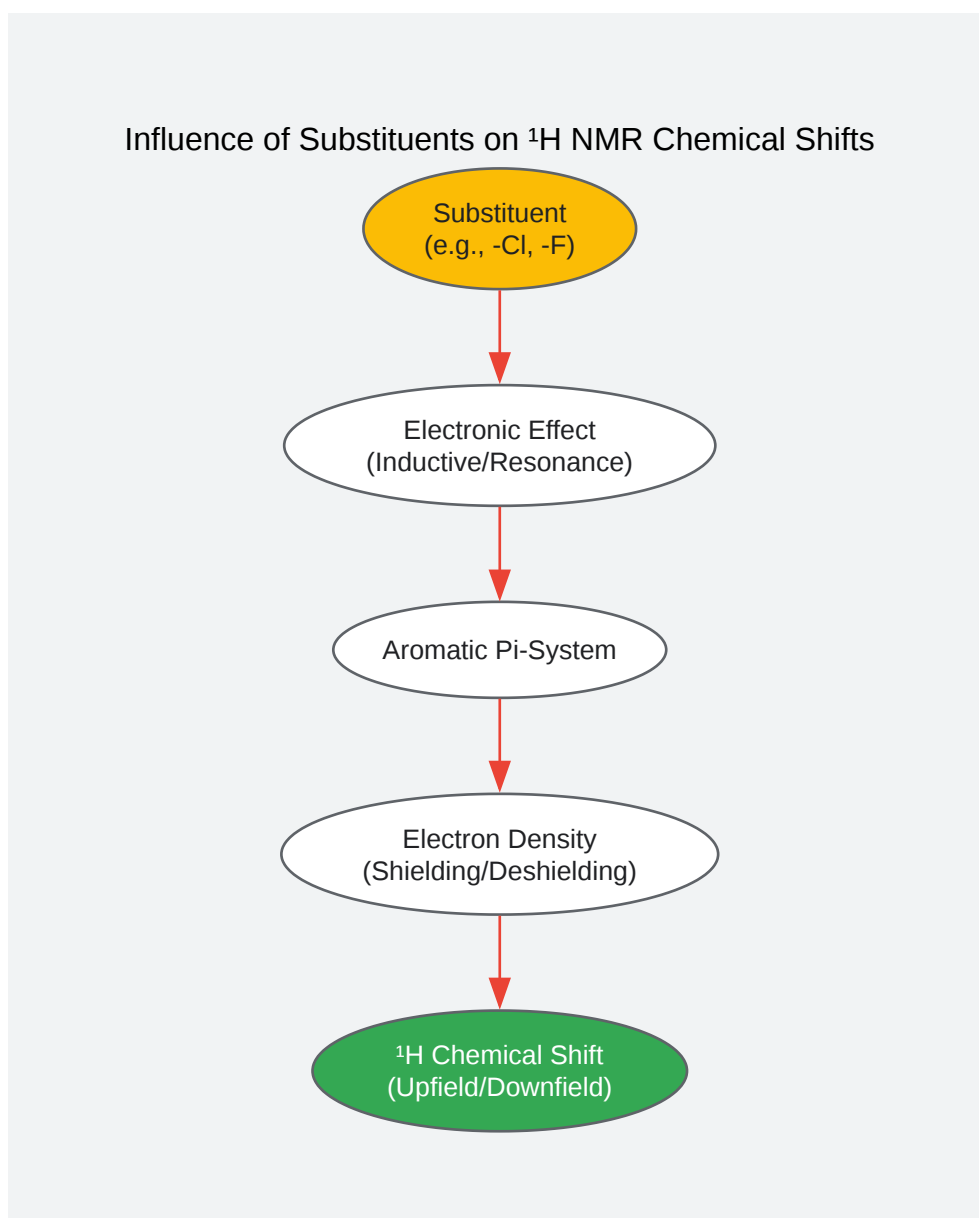 Influence of Substituents on ¹H NMR Chemical Shifts
Substituent
(e.g., -Cl, -F)
Electronic Effect
(Inductive/Resonance)
Aromatic Pi-System
Electron Density
(Shielding/Deshielding)
¹H Chemical Shift
(Upfield/Downfield)